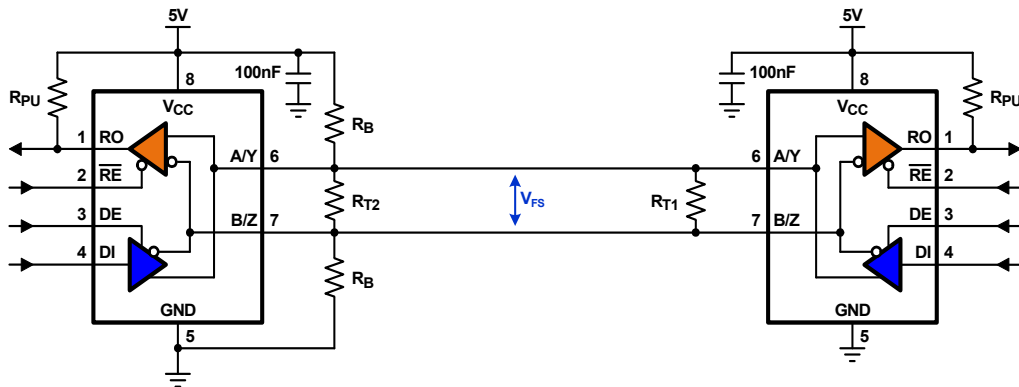 5V
5V
100nF
8
100nF
8
RPU
VCC
RB
VCC
RPU
1 RO
RO 1
A/Y 6
6 A/Y
2 RE
RE 2
RT2
VFS
RT1
3 DE
DE 3
B/Z 7
7 B/Z
4 DI
DI 4
RB
GND
GND
5
5